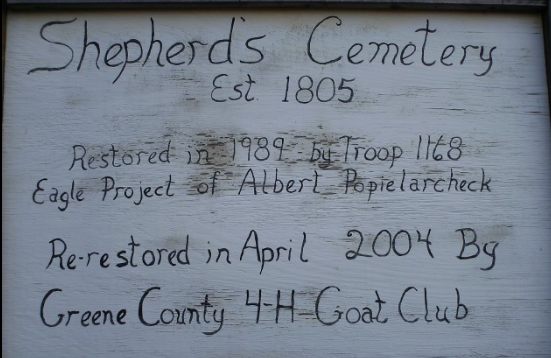 Shepherd's Cemetery
Est. 1805
Restored in 1989 by Troop 1168
Eagle Project of Albert Popielarcheck
Re-restored in April 2004 By
Greene County 4-H Goat Club